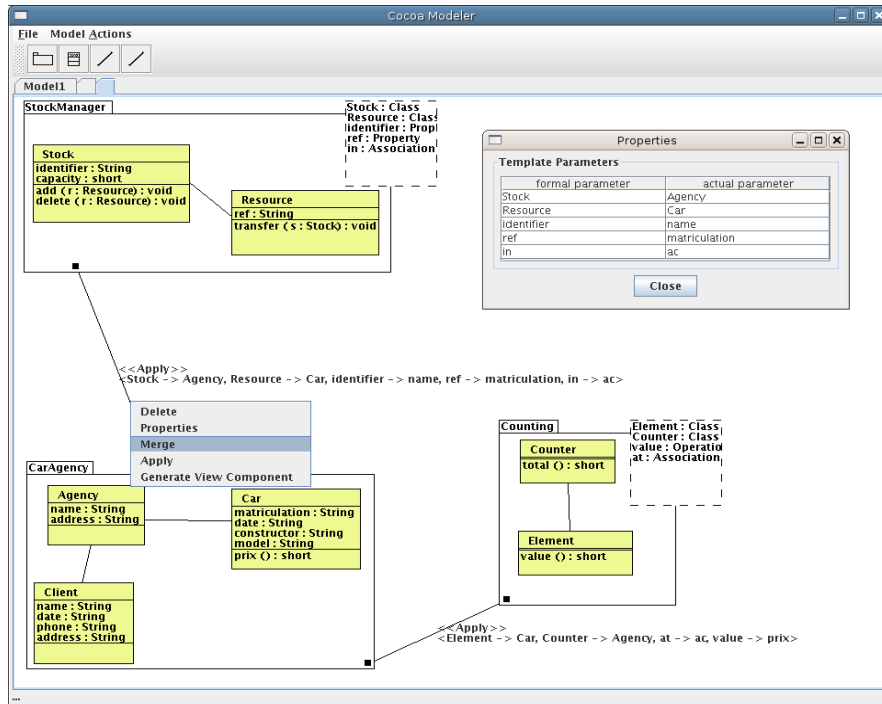 Cocoa Modeler
File Model Actions
Model1
StockManager
Stock : Class
Resource : Clas
identifier : Prop
ref : Property
in : Association
Stock
identifier : String
capacity : short
add ( r : Resource) : void
delete ( r : Resource) : void
Resource
ref : String
transfer ( s : Stock) : void
Properties
Template Parameters
formal parameter actual parameter
Stock Agency
Resource Car
identifier name
ref matriculation
in ac
Close
<<Apply>>
<Stock -> Agency, Resource -> Car, identifier -> name, ref -> matriculation, in -> ac>
Delete
Properties
Merge
Apply
Generate View Component
CarAgency
Agency
name : String
address : String
Car
matriculation : String
date : String
constructor : String
model : String
prix () : short
Client
name : String
date : String
phone : String
address : String
Counting
Element : Class
Counter : Class
value : Operatio
at : Association
Counter
total () : short
Element
value () : short
<<Apply>>
<Element -> Car, Counter -> Agency, at -> ac, value -> prix>
...